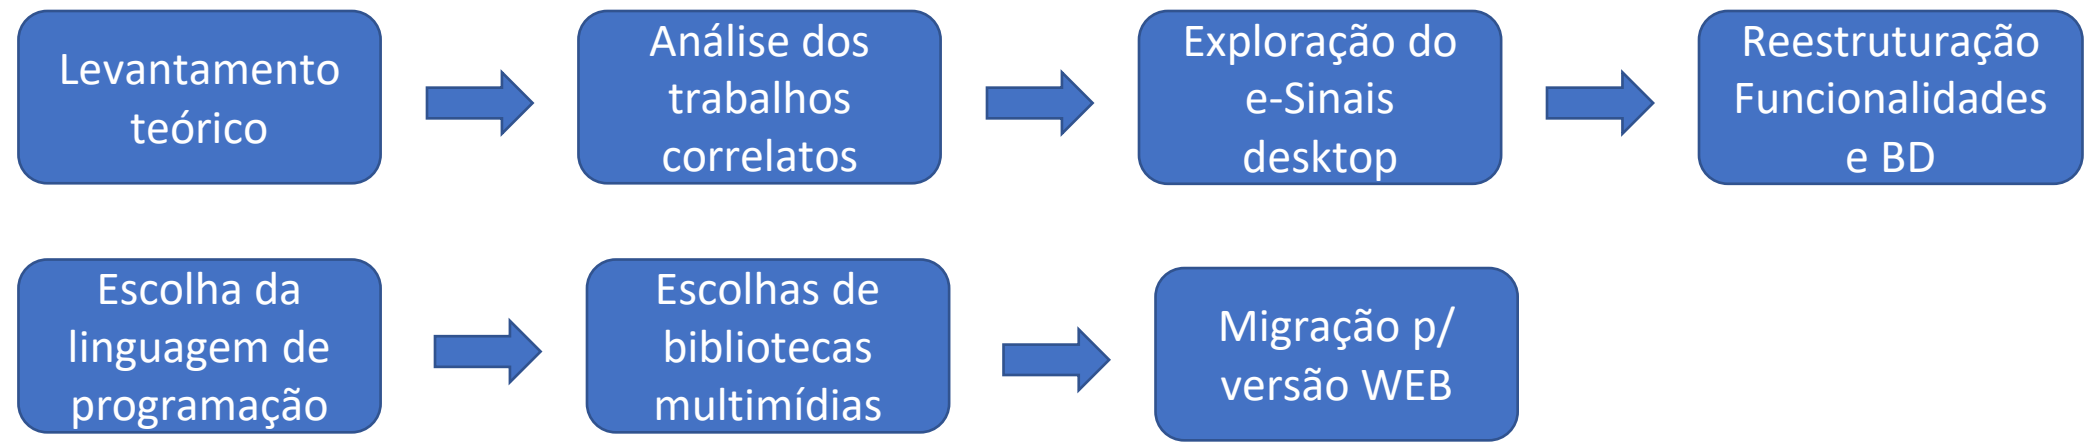 Levantamento
teórico
Análise dos
trabalhos
correlatos
Exploração do
e-Sinais
desktop
Reestruturação
Funcionalidades
e BD
Escolha da
linguagem de
programação
Escolhas de
bibliotecas
multimídias
Migração p/
versão WEB